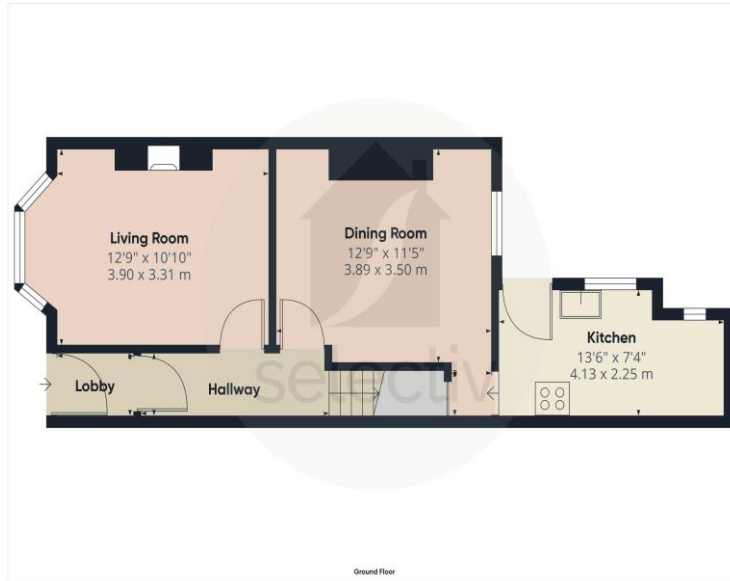 Living Room
12'9" x 10'10"
3.90 x 3.31 m
Dining Room
12'9" x 11'5"
3.89 x 3.50 m
Kitchen
13'6" x 7'4"
4.13 x 2.25 m
Lobby
Hallway
selectiv
Ground Floor